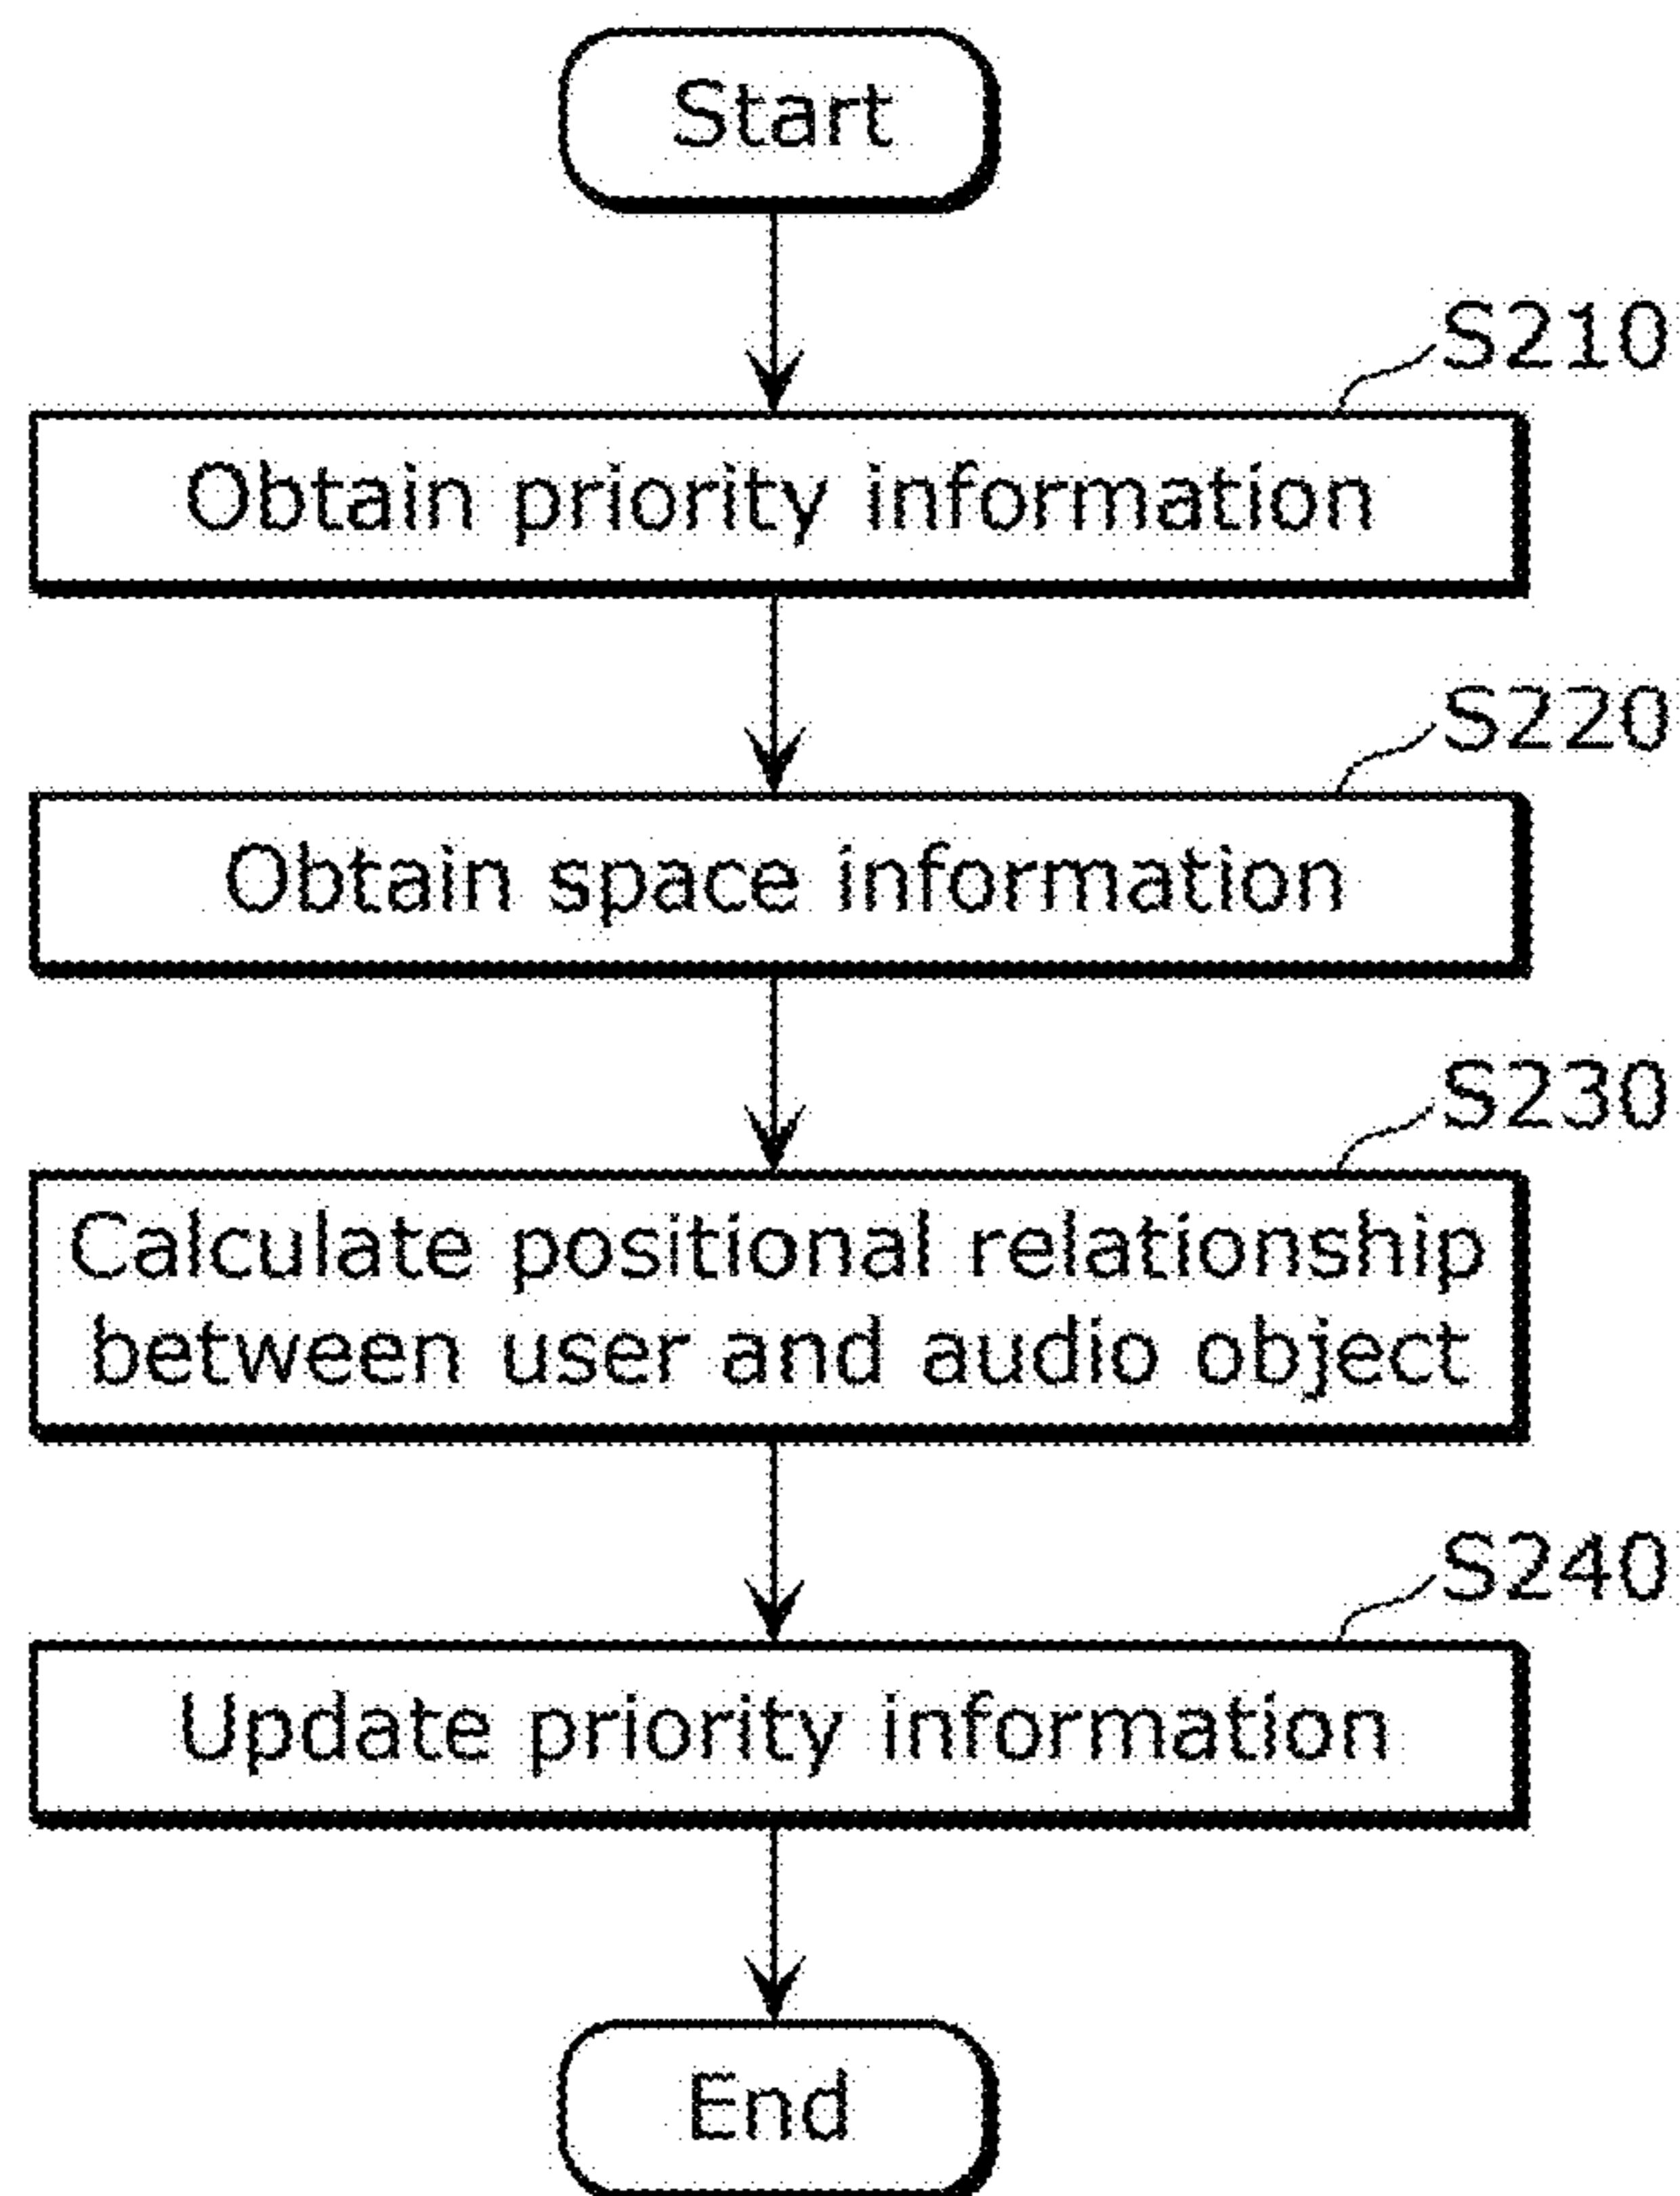 Start
S210
Obtain priority information
S220
Obtain space information
S230
Calculate positional relationship
between user and audio object
S240
Update priority information
End